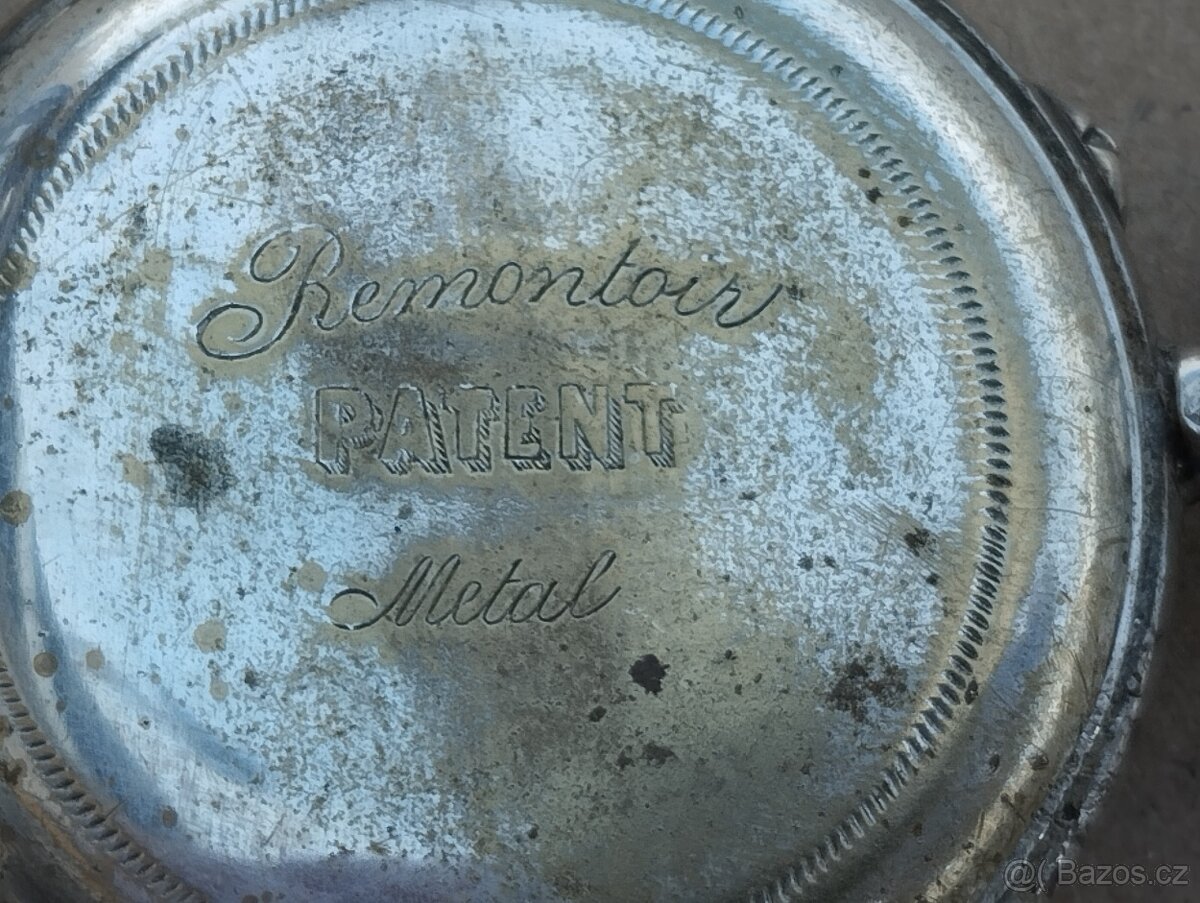 Remontoir
PATENT
Metal
@( Bazos.cz